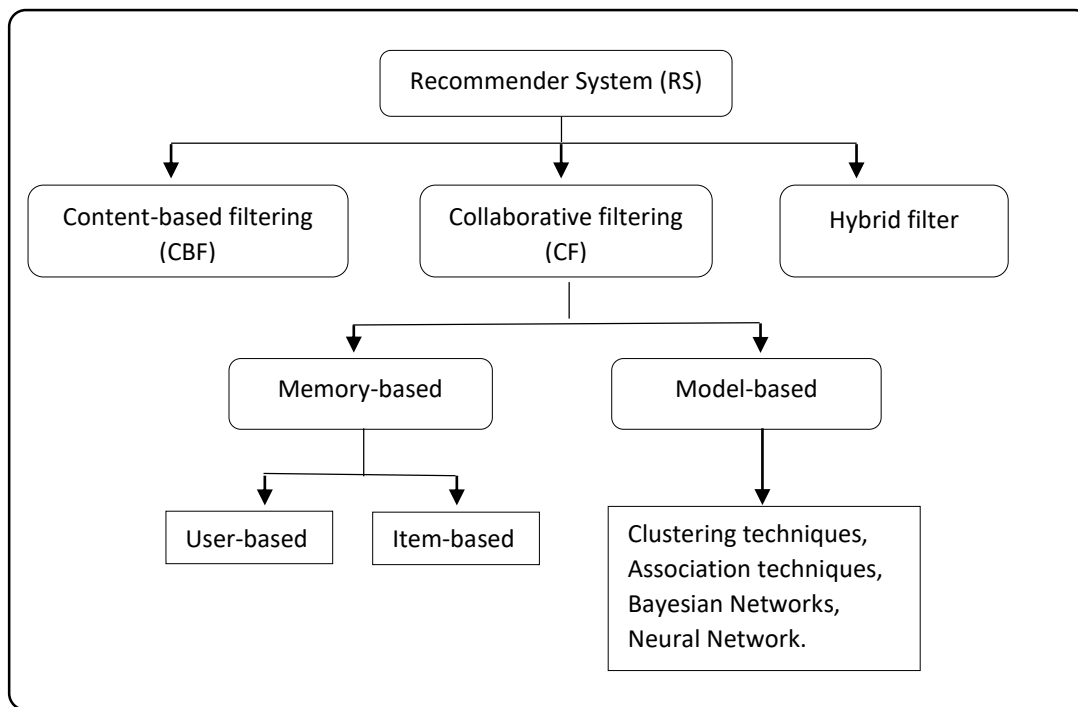 Recommender System (RS)
Content-based filtering
(CBF)
Collaborative filtering
(CF)
Hybrid filter
Memory-based
Model-based
User-based
Item-based
Clustering techniques,
Association techniques,
Bayesian Networks,
Neural Network.